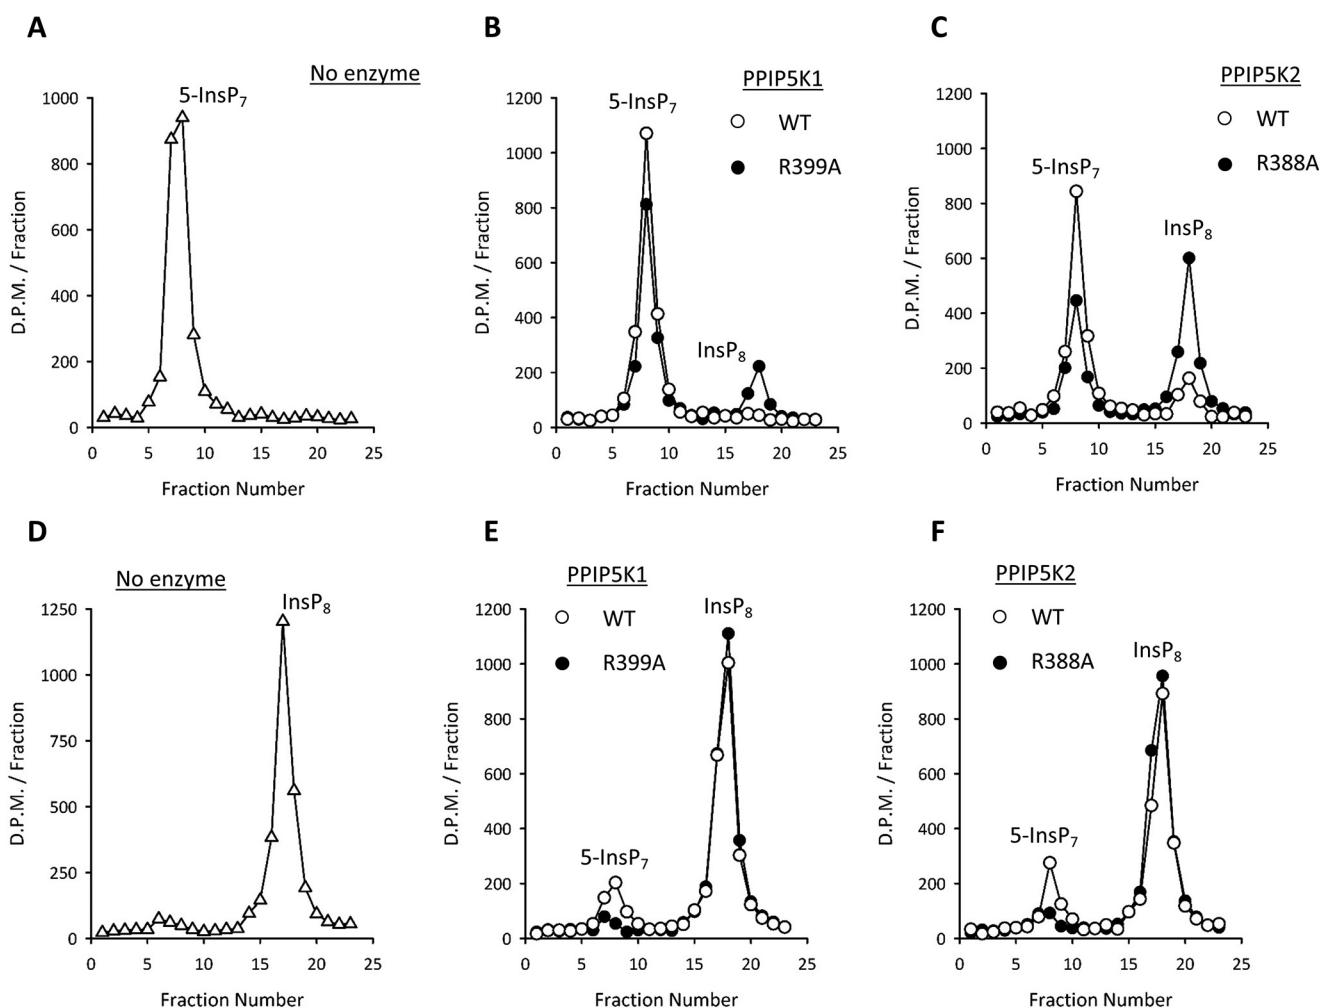 A
No enzyme
5-InsP7
1000
800
600
400
200
0
D.P.M. / Fraction
0 5 10 15 20 25
Fraction Number
B
PPIP5K1
WT
R399A
5-InsP7
InsP8
1200
1000
800
600
400
200
0
D.P.M. / Fraction
0 5 10 15 20 25
Fraction Number
C
PPIP5K2
WT
R388A
5-InsP7
InsP8
1200
1000
800
600
400
200
0
D.P.M. / Fraction
0 5 10 15 20 25
Fraction Number
D
No enzyme
InsP8
1250
1000
750
500
250
0
D.P.M. / Fraction
0 5 10 15 20 25
Fraction Number
E
PPIP5K1
WT
R399A
InsP8
5-InsP7
1200
1000
800
600
400
200
0
D.P.M. / Fraction
0 5 10 15 20 25
Fraction Number
F
PPIP5K2
WT
R388A
InsP8
5-InsP7
1200
1000
800
600
400
200
0
D.P.M. / Fraction
0 5 10 15 20 25
Fraction Number